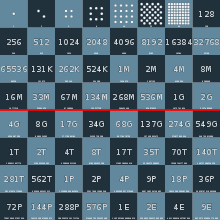 128
256 512 1024 2048 4096 8192 16384 32768
65536 131K 262K 524K 1M 2M 4M 8M
16M 33M 67M 134M 268M 536M 1G 2G
4G 8G 17G 34G 68G 137G 274G 549G
1T 2T 4T 8T 17T 35T 70T 140T
281T 562T 1P 2P 4P 9P 18P 36P
72P 144P 288P 576P 1E 2E 4E 9E